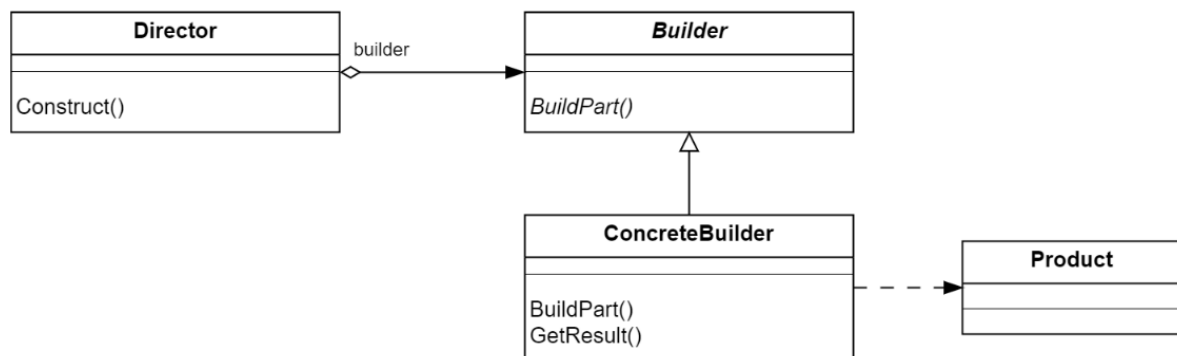 Director
builder
Construct()
Builder
BuildPart()
ConcreteBuilder
BuildPart()
GetResult()
Product